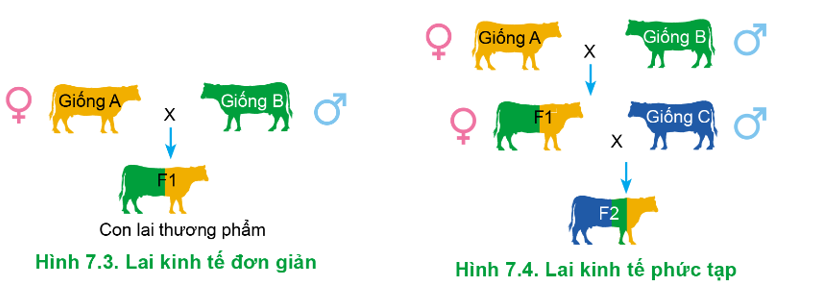 Giống A
X
Giống B
F1
Con lai thương phẩm
Hình 7.3. Lai kinh tế đơn giản
Giống A
X
Giống B
F1
X
Giống C
F2
Hình 7.4. Lai kinh tế phức tạp